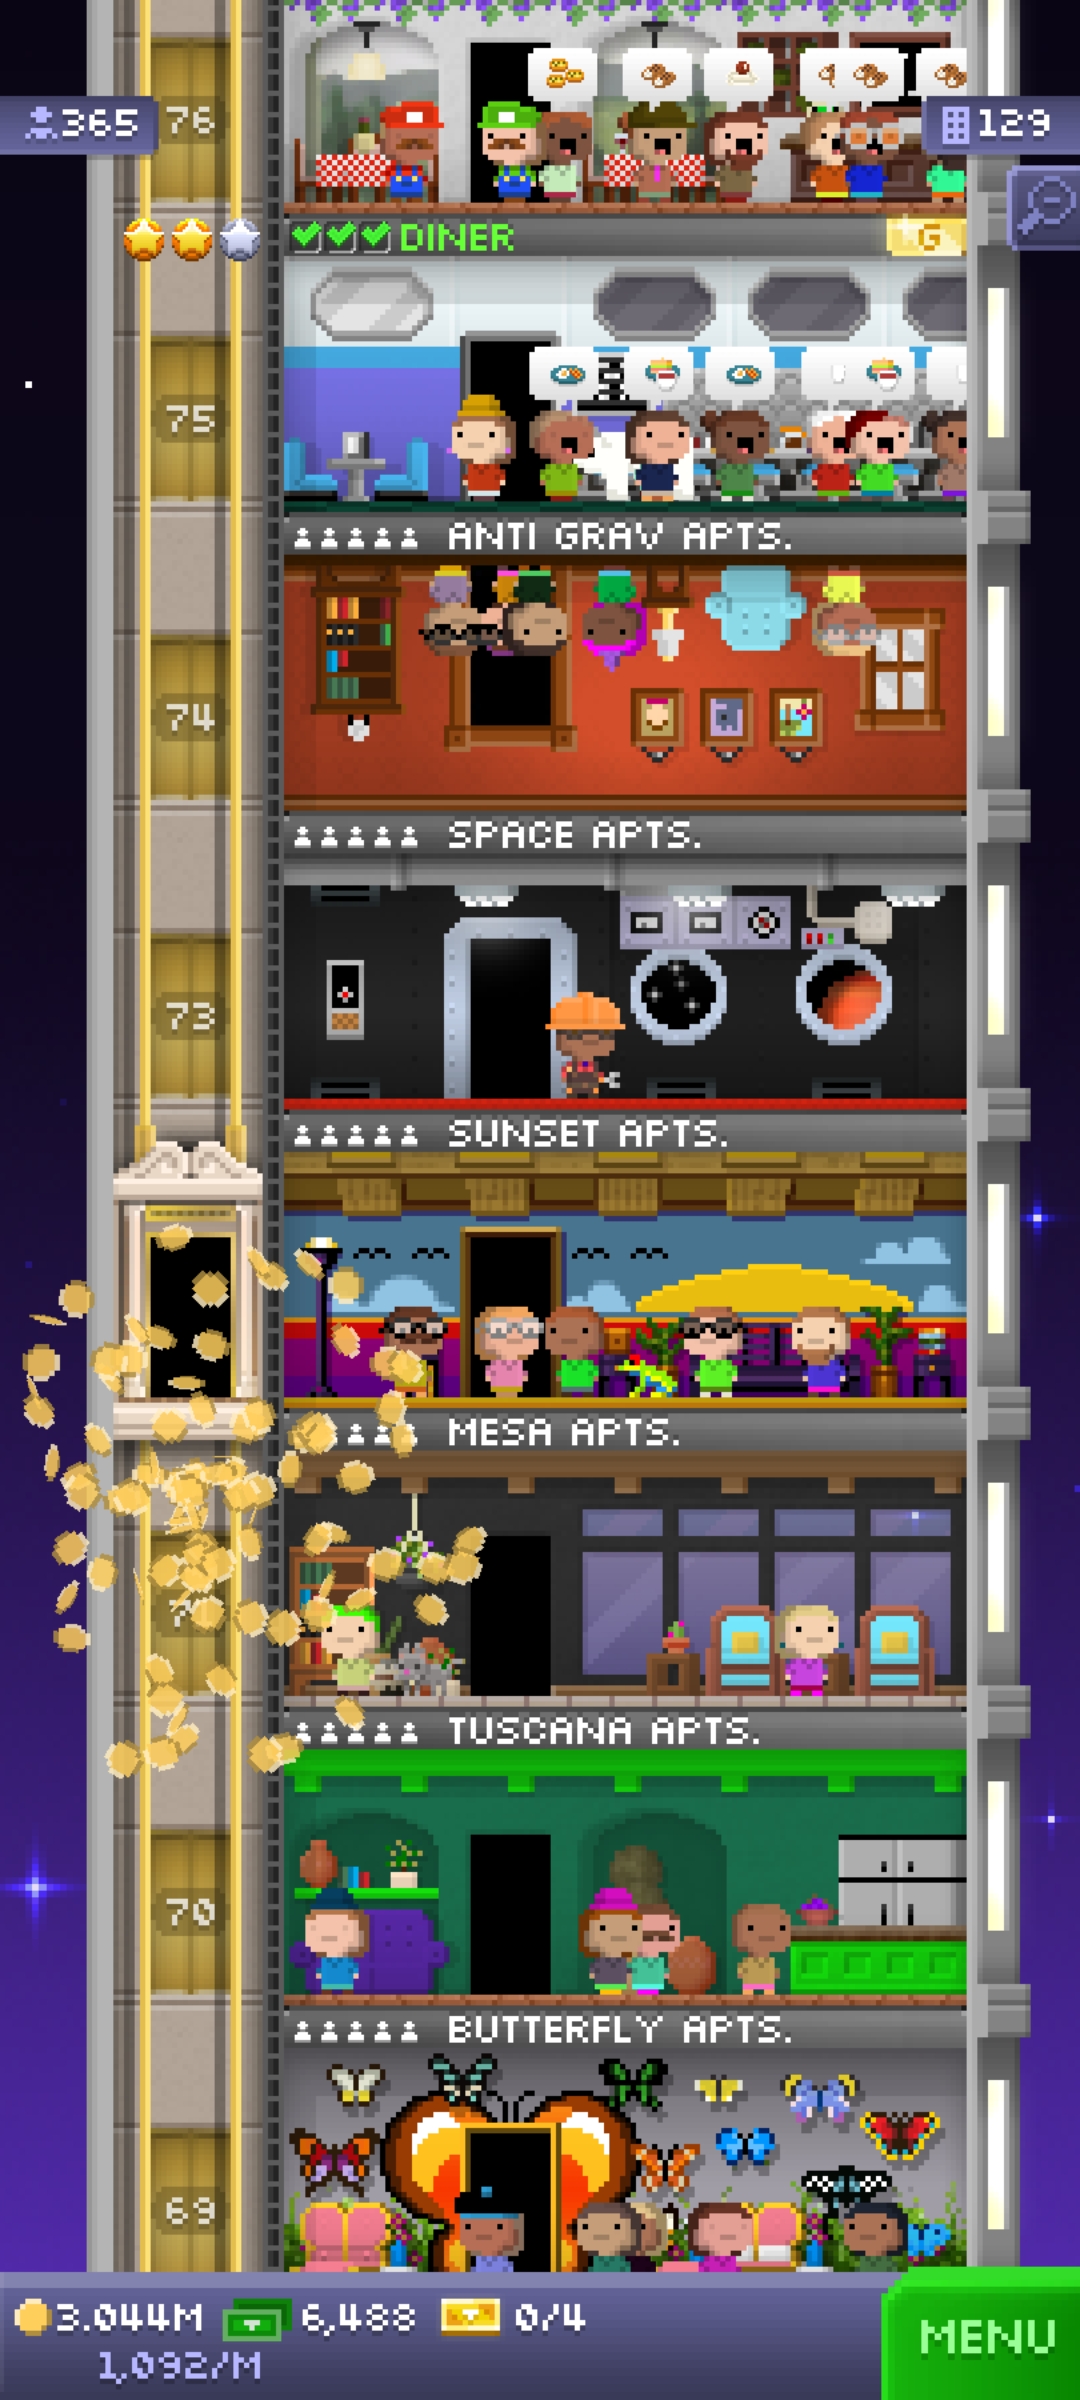 76
365
129
DINER
G
75
ANTI GRAV APTS.
74
SPACE APTS.
73
SUNSET APTS.
MESA APTS.
TUSCANA APTS.
70
BUTTERFLY APTS.
69
3.044M 6,488 0/4
1,092/M
MENU